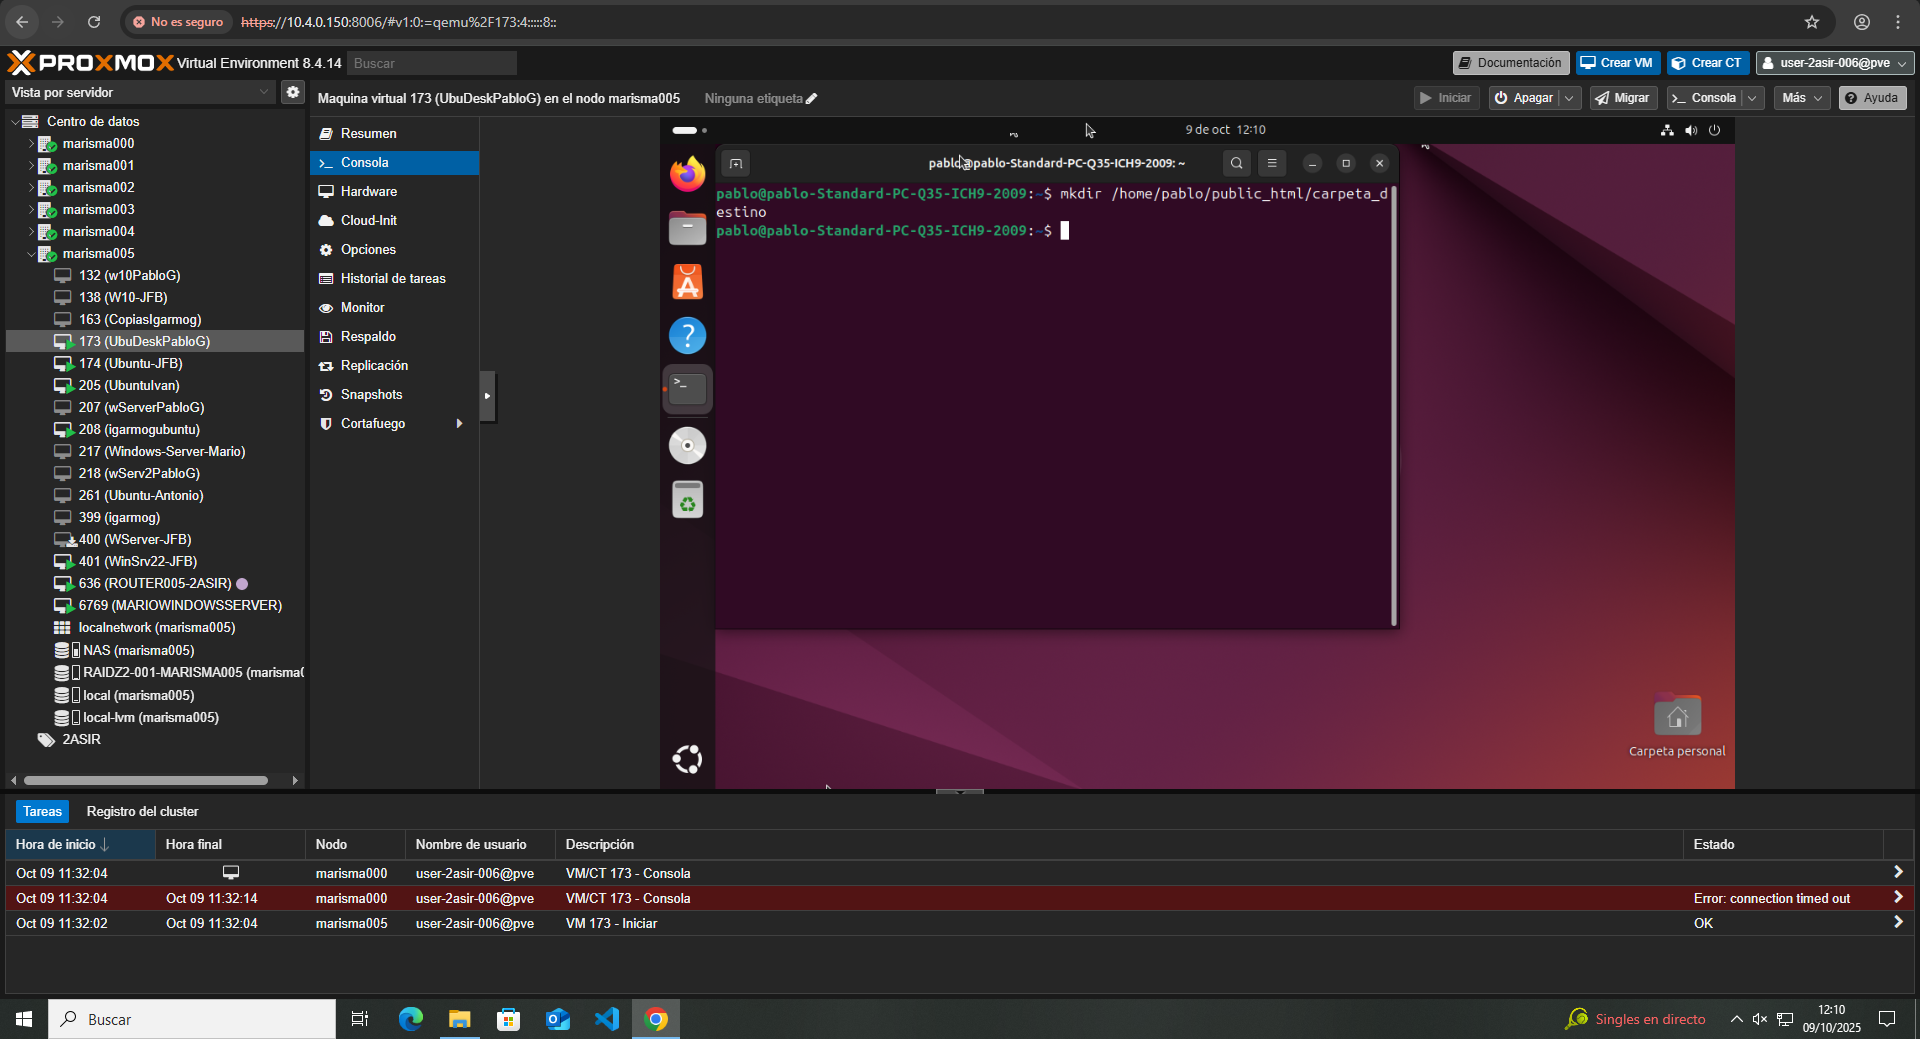 No es seguro
https://10.4.0.150:8006/#v1:0:=qemu%2F173:4:::::8::
PROXMOX Virtual Environment 8.4.14
Buscar
Documentación
Crear VM
Crear CT
user-2asir-006@pve
Vista por servidor
Maquina virtual 173 (UbuDeskPabloG) en el nodo marisma005
Ninguna etiqueta
Iniciar
Apagar
Migrar
Consola
Más
Ayuda
Centro de datos
marisma000
marisma001
marisma002
marisma003
marisma004
marisma005
132 (w10PabloG)
138 (W10-JFB)
163 (CopiasIgarmog)
173 (UbuDeskPabloG)
174 (Ubuntu-JFB)
205 (UbuntuIvan)
207 (wServerPabloG)
208 (igarmogubuntu)
217 (Windows-Server-Mario)
218 (wServ2PabloG)
261 (Ubuntu-Antonio)
399 (igarmog)
400 (WServer-JFB)
401 (WinSrv22-JFB)
636 (ROUTER005-2ASIR)
6769 (MARIOWINDOWSSERVER)
localnetwork (marisma005)
NAS (marisma005)
RAIDZ2-001-MARISMA005 (marisma0
local (marisma005)
local-lvm (marisma005)
2ASIR
Resumen
Consola
Hardware
Cloud-Init
Opciones
Historial de tareas
Monitor
Respaldo
Replicación
Snapshots
Cortafuego
9 de oct 12:10
pablo@pablo-Standard-PC-Q35-ICH9-2009: ~
pablo@pablo-Standard-PC-Q35-ICH9-2009:~$ mkdir /home/pablo/public_html/carpeta_d
estino
pablo@pablo-Standard-PC-Q35-ICH9-2009:~$
Carpeta personal
Tareas
Registro del cluster
Hora de inicio
Hora final
Nodo
Nombre de usuario
Descripción
Estado
Oct 09 11:32:04 marisma000 user-2asir-006@pve VM/CT 173 - Consola
Oct 09 11:32:04 Oct 09 11:32:14 marisma000 user-2asir-006@pve VM/CT 173 - Consola Error: connection timed out
Oct 09 11:32:02 Oct 09 11:32:04 marisma005 user-2asir-006@pve VM 173 - Iniciar OK
Buscar
Singles en directo
12:10
09/10/2025